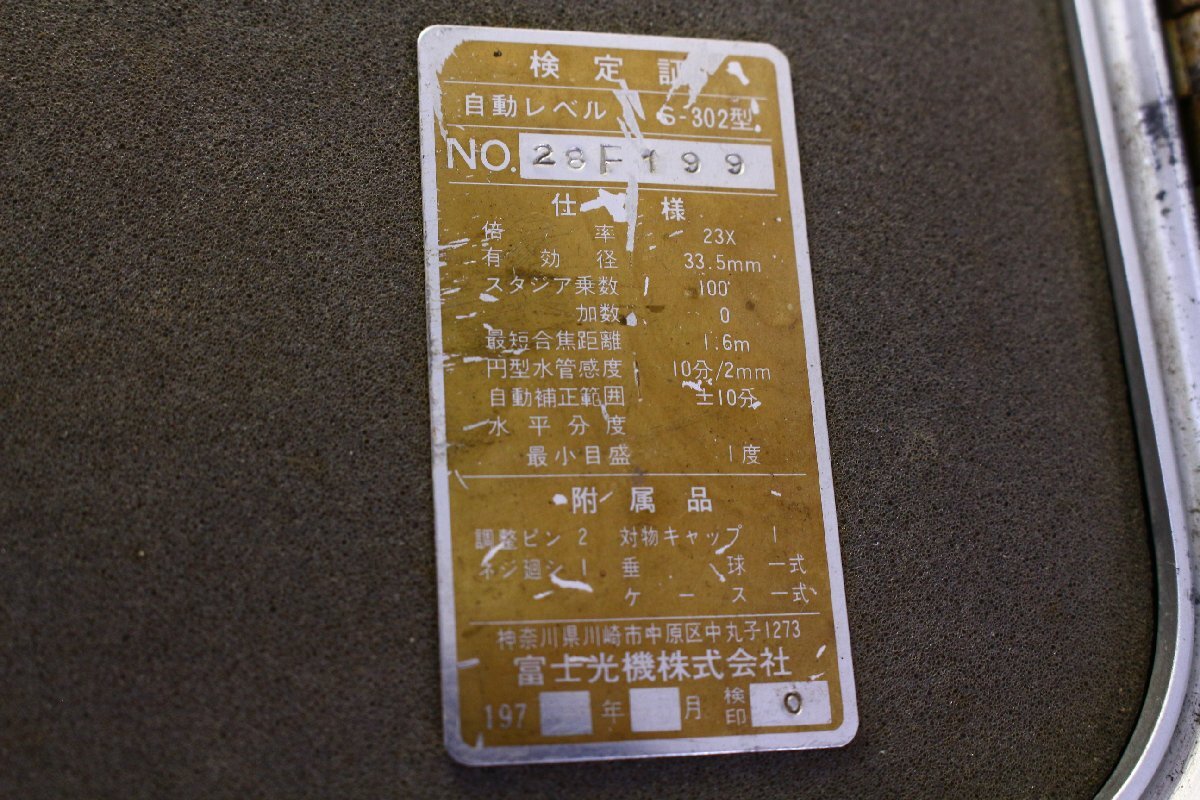 検定証
自動レベル S-302型
NO. 28F199
仕様
倍率 23X
有効径 33.5mm
スタジア乗数 100
加数 0
最短合焦距離 1.6m
円型水管感度 10分/2mm
自動補正範囲 ±10分
水平分度
最小目盛 1度
附属品
調整ピン 2 対物キャップ 1
ネジ廻シ 1 垂球 一式
ケース 一式
神奈川県川崎市中原区中丸子1273
富士光機株式会社
197 年 月 検印 0